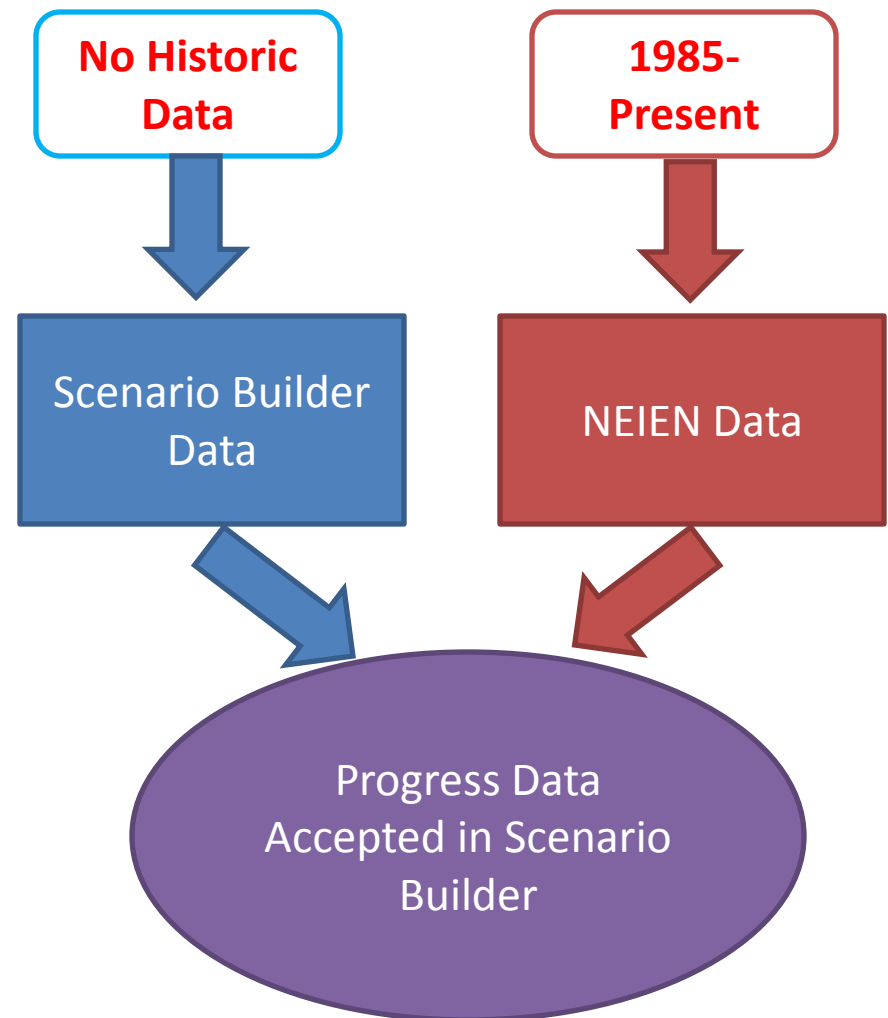 No Historic
Data
1985-
Present
Scenario Builder
Data
NEIEN Data
Progress Data
Accepted in Scenario
Builder